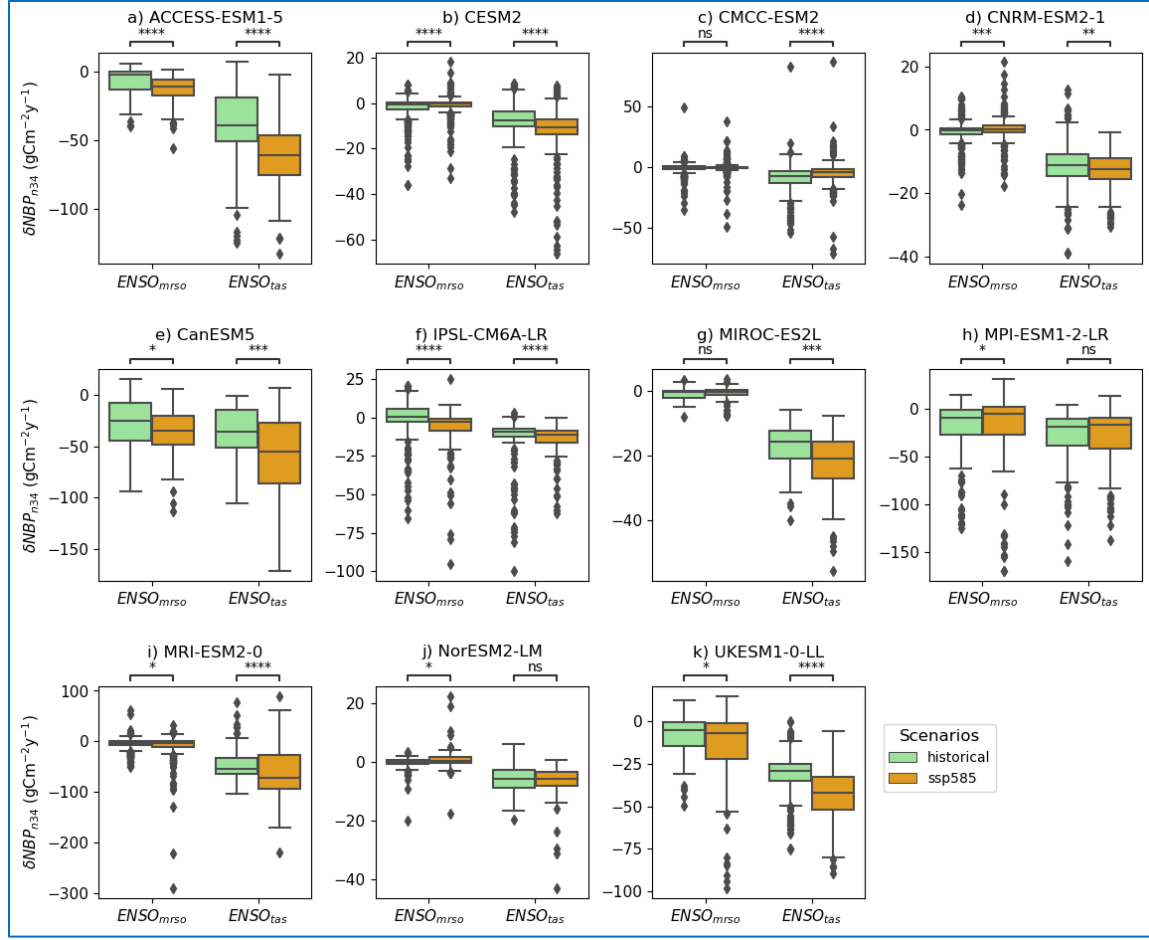 a) ACCESS-ESM1-5
b) CESM2
c) CMCC-ESM2
d) CNRM-ESM2-1
**** ****
**** ****
ns ****
*** **
δNBPn34 (gCm−2y−1)
0
−50
−100
20
0
−20
−40
−60
50
0
−50
20
0
−20
−40
ENSOmrso ENSOtas
ENSOmrso ENSOtas
ENSOmrso ENSOtas
ENSOmrso ENSOtas
e) CanESM5
f) IPSL-CM6A-LR
g) MIROC-ES2L
h) MPI-ESM1-2-LR
* ***
**** ****
ns ***
* ns
δNBPn34 (gCm−2y−1)
0
−50
−100
−150
25
0
−25
−50
−75
−100
0
−20
−40
50
0
−50
−100
−150
ENSOmrso ENSOtas
ENSOmrso ENSOtas
ENSOmrso ENSOtas
ENSOmrso ENSOtas
i) MRI-ESM2-0
j) NorESM2-LM
k) UKESM1-0-LL
* ****
* ns
* ****
δNBPn34 (gCm−2y−1)
100
0
−100
−200
−300
20
0
−20
−40
0
−25
−50
−75
−100
ENSOmrso ENSOtas
ENSOmrso ENSOtas
ENSOmrso ENSOtas
Scenarios
historical
ssp585